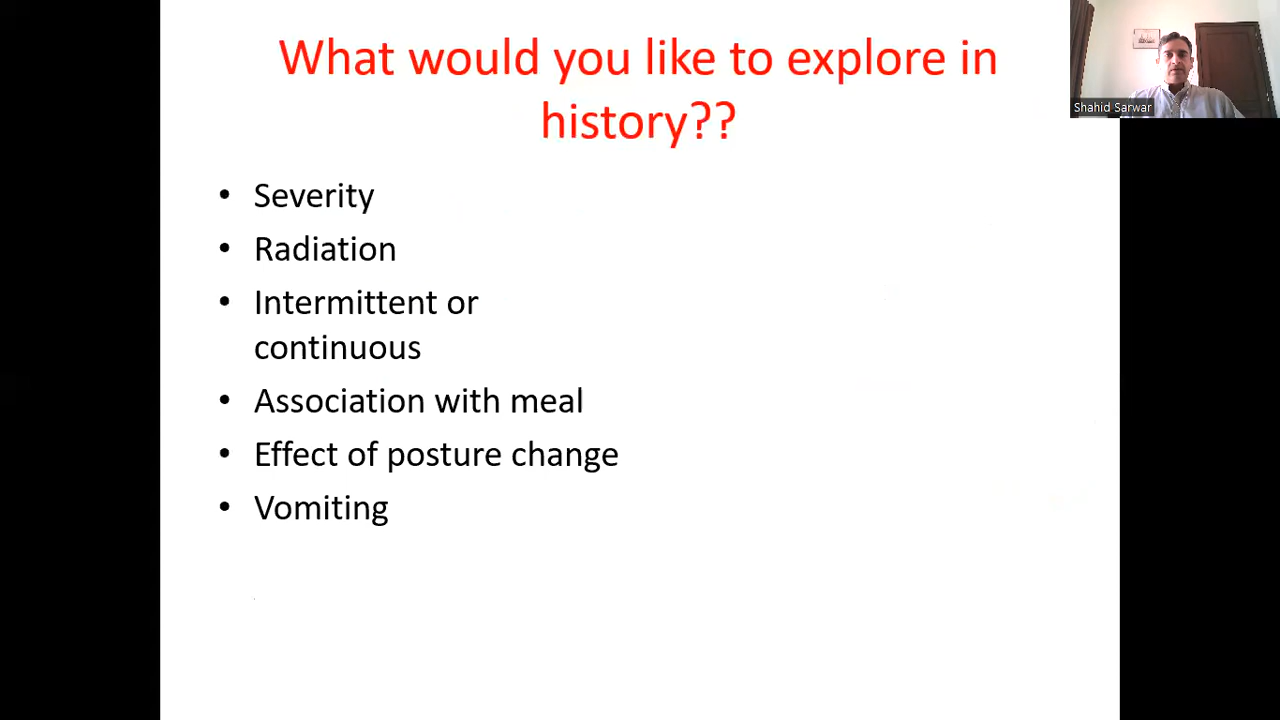 What would you like to explore in
history??
Shahid Sarwar
• Severity
• Radiation
• Intermittent or
continuous
• Association with meal
• Effect of posture change
• Vomiting